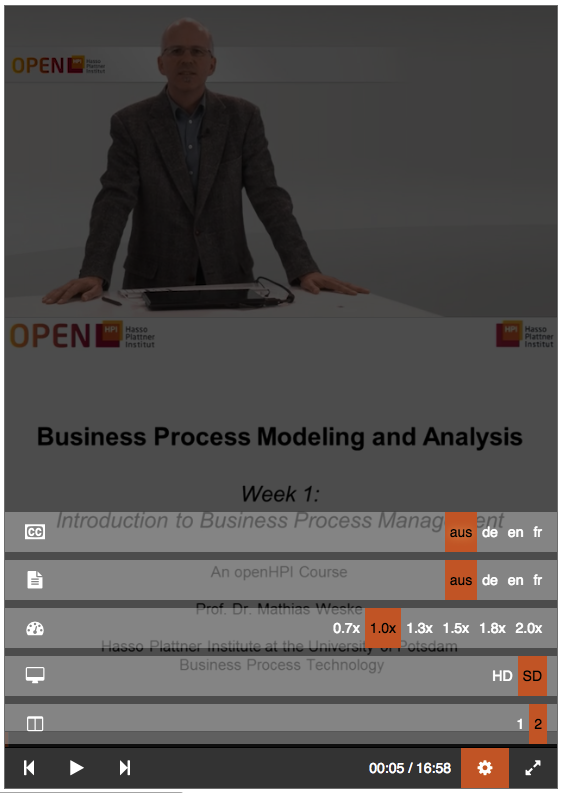 OPEN HPI Hasso
Plattner
Institut
OPEN HPI Hasso
Plattner
Institut
HPI Hasso
Plattner
Institut
Business Process Modeling and Analysis
Week 1:
Introduction to Business Process Management
CC aus de en fr
An openHPI Course
aus de en fr
Prof. Dr. Mathias Weske
0.7x 1.0x 1.3x 1.5x 1.8x 2.0x
Hasso Plattner Institute at the University of Potsdam
Business Process Technology
HD SD
1 2
00:05 / 16:58